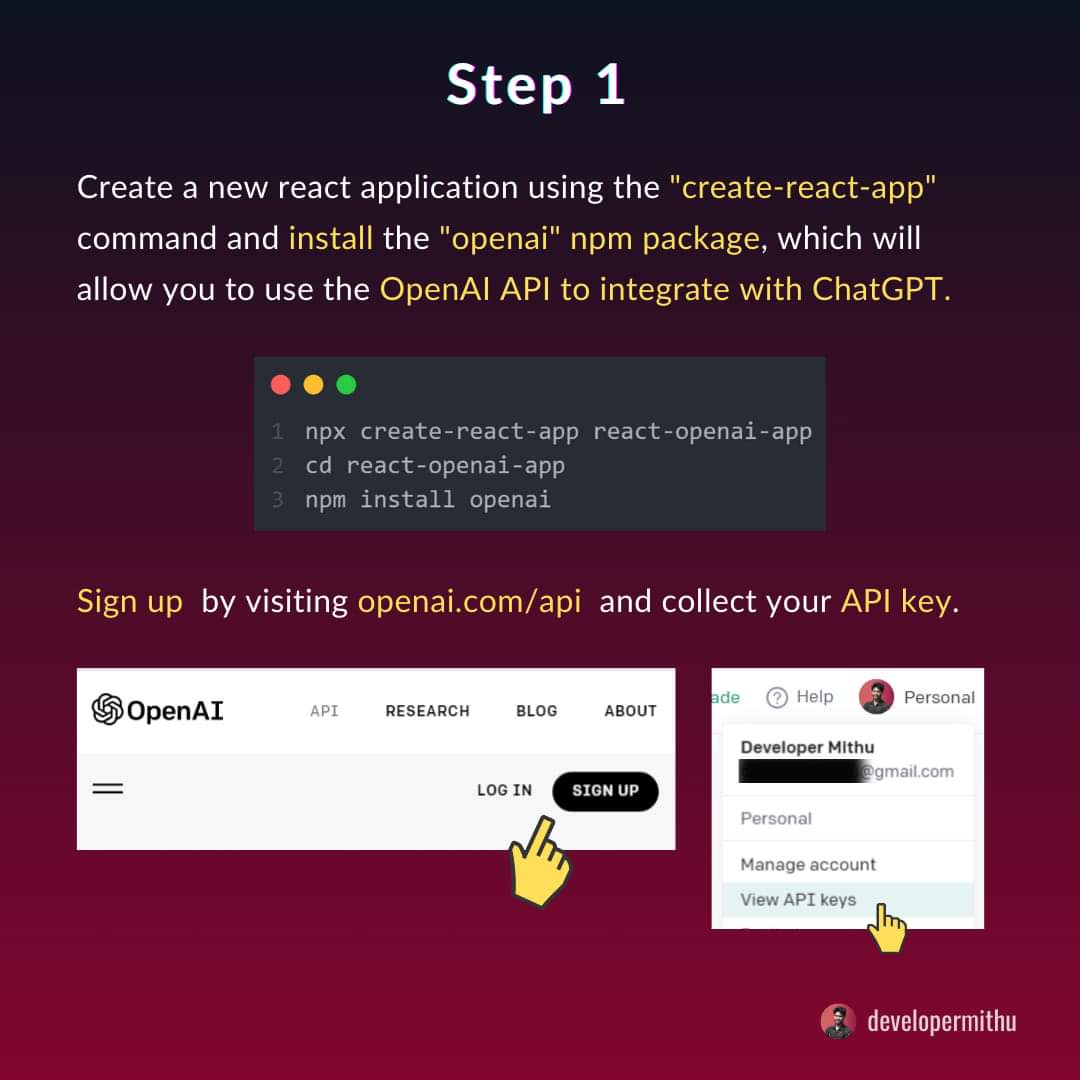 Step 1
Create a new react application using the "create-react-app"
command and install the "openai" npm package, which will
allow you to use the OpenAI API to integrate with ChatGPT.
1 npx create-react-app react-openai-app
2 cd react-openai-app
3 npm install openai
Sign up by visiting openai.com/api and collect your API key.
OpenAI API RESEARCH BLOG ABOUT
LOG IN SIGN UP
ade ? Help Personal
Developer MIthu
@gmail.com
Personal
Manage account
View API keys
developermithu